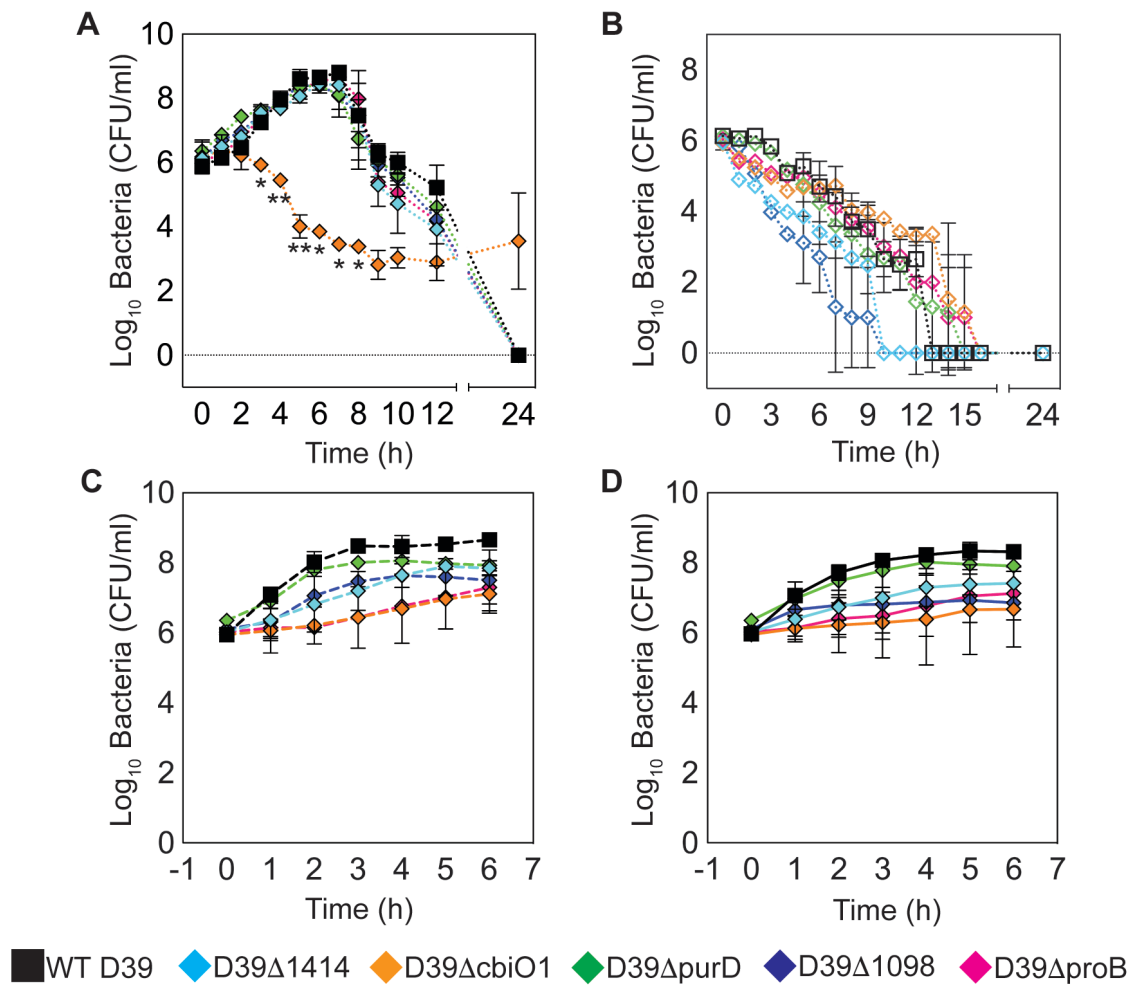 A
Log10 Bacteria (CFU/ml)
10
8
6
4
2
0
*
**
**
*
*
*
0 2 4 6 8 10 12 24
Time (h)
B
Log10 Bacteria (CFU/ml)
8
6
4
2
0
0 3 6 9 12 15 24
Time (h)
C
Log10 Bacteria (CFU/ml)
10
8
6
4
2
0
-1 0 1 2 3 4 5 6 7
Time (h)
D
Log10 Bacteria (CFU/ml)
10
8
6
4
2
0
-1 0 1 2 3 4 5 6 7
Time (h)
WT D39 D39Δ1414 D39ΔcbiO1 D39ΔpurD D39Δ1098 D39ΔproB